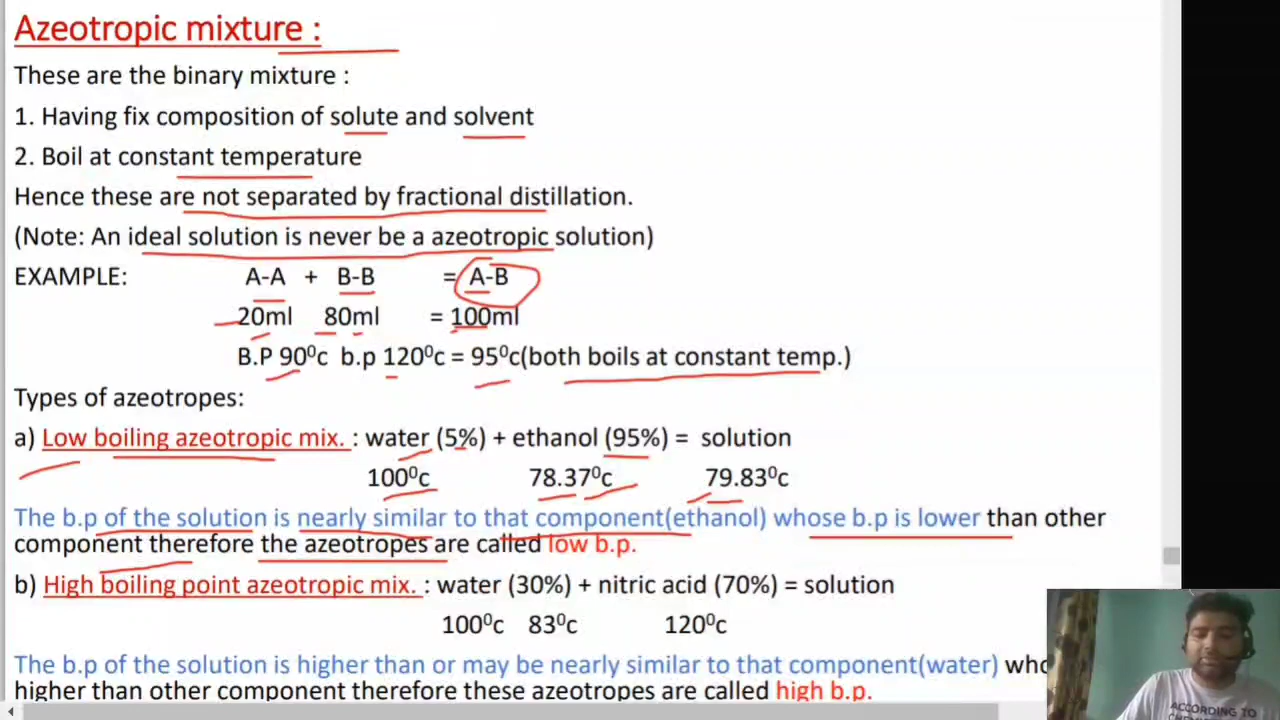 Azeotropic mixture :
These are the binary mixture :
1. Having fix composition of solute and solvent
2. Boil at constant temperature
Hence these are not separated by fractional distillation.
(Note: An ideal solution is never be a azeotropic solution)
EXAMPLE: A-A + B-B = A-B
20ml 80ml = 100ml
B.P 90⁰c b.p 120⁰c = 95⁰c(both boils at constant temp.)
Types of azeotropes:
a) Low boiling azeotropic mix. : water (5%) + ethanol (95%) = solution
100⁰c 78.37⁰c 79.83⁰c
The b.p of the solution is nearly similar to that component(ethanol) whose b.p is lower than other
component therefore the azeotropes are called low b.p.
b) High boiling point azeotropic mix. : water (30%) + nitric acid (70%) = solution
100⁰c 83⁰c 120⁰c
The b.p of the solution is higher than or may be nearly similar to that component(water)
higher than other component therefore these azeotropes are called high b.p.
ACCORDING TO